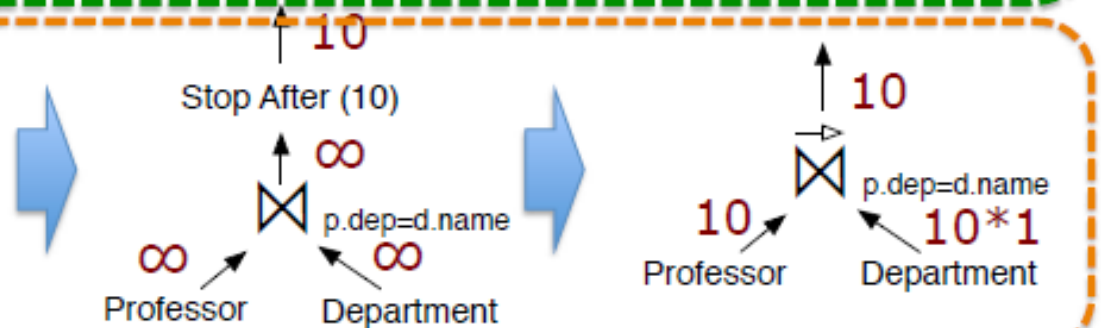 10
Stop After (10)
∞
p.dep=d.name
∞
∞
Professor
Department
10
p.dep=d.name
10
10*1
Professor
Department